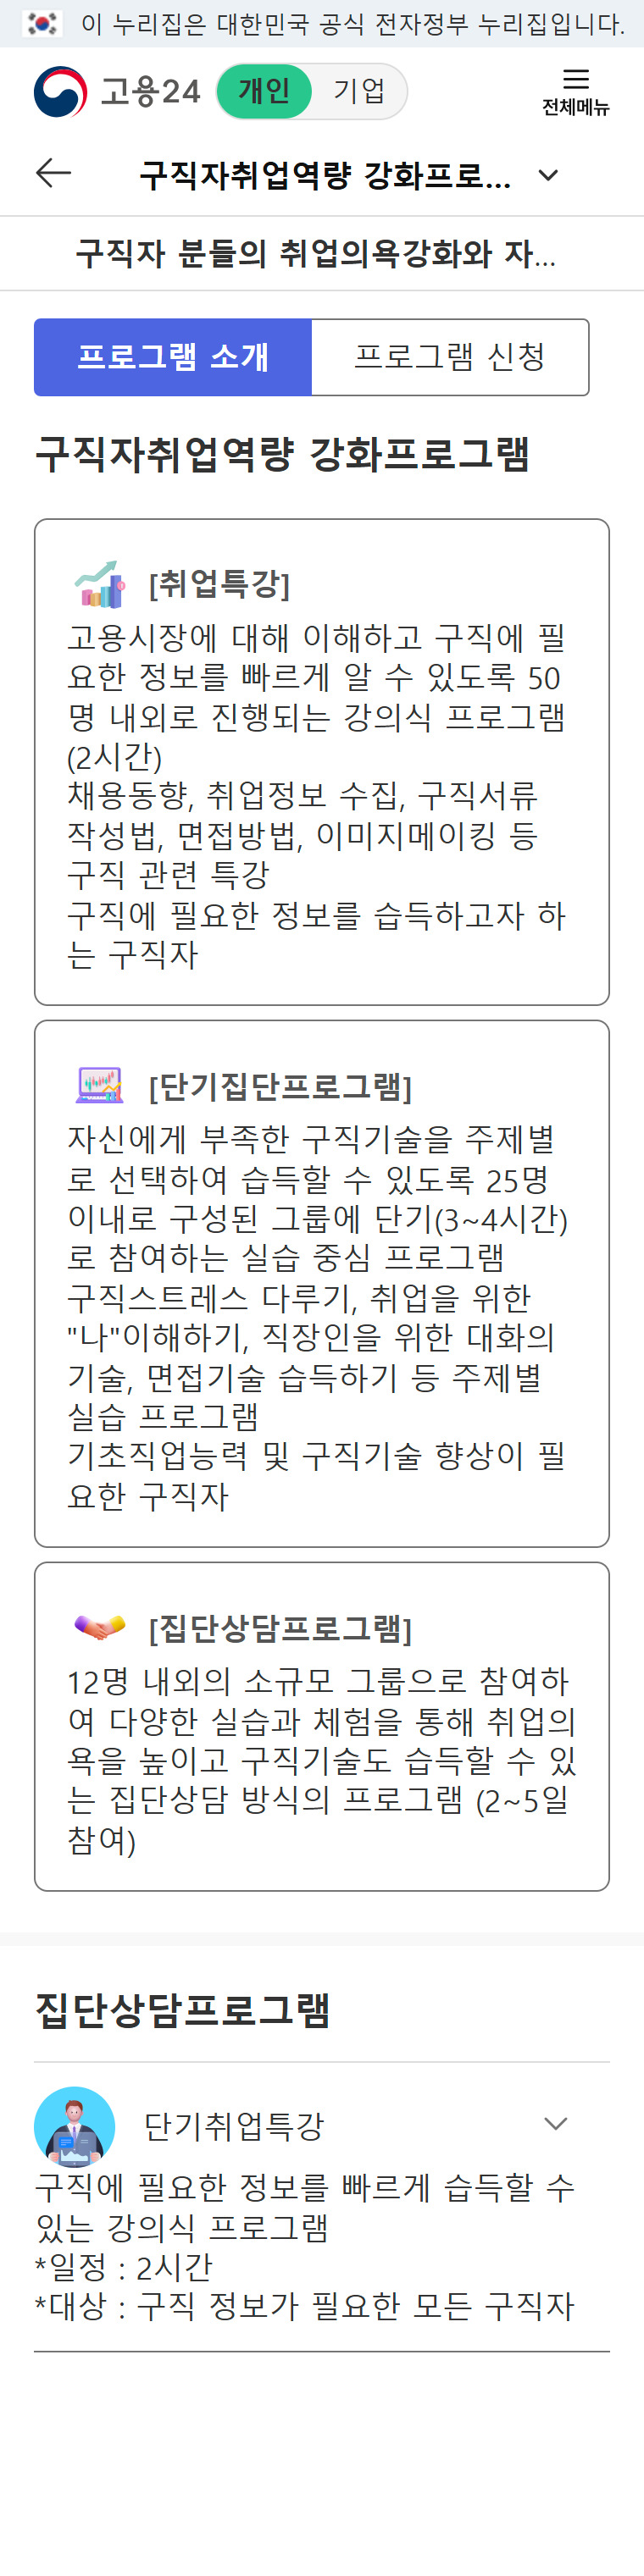 이 누리집은 대한민국 공식 전자정부 누리집입니다.
고용24 개인 기업
전체메뉴
구직자취업역량 강화프로...
구직자 분들의 취업의욕강화와 자...
프로그램 소개 프로그램 신청
구직자취업역량 강화프로그램
[취업특강]
고용시장에 대해 이해하고 구직에 필
요한 정보를 빠르게 알 수 있도록 50
명 내외로 진행되는 강의식 프로그램
(2시간)
채용동향, 취업정보 수집, 구직서류
작성법, 면접방법, 이미지메이킹 등
구직 관련 특강
구직에 필요한 정보를 습득하고자 하
는 구직자
[단기집단프로그램]
자신에게 부족한 구직기술을 주제별
로 선택하여 습득할 수 있도록 25명
이내로 구성된 그룹에 단기(3~4시간)
로 참여하는 실습 중심 프로그램
구직스트레스 다루기, 취업을 위한
"나"이해하기, 직장인을 위한 대화의
기술, 면접기술 습득하기 등 주제별
실습 프로그램
기초직업능력 및 구직기술 향상이 필
요한 구직자
[집단상담프로그램]
12명 내외의 소규모 그룹으로 참여하
여 다양한 실습과 체험을 통해 취업의
욕을 높이고 구직기술도 습득할 수 있
는 집단상담 방식의 프로그램 (2~5일
참여)
집단상담프로그램
단기취업특강
구직에 필요한 정보를 빠르게 습득할 수
있는 강의식 프로그램
*일정 : 2시간
*대상 : 구직 정보가 필요한 모든 구직자